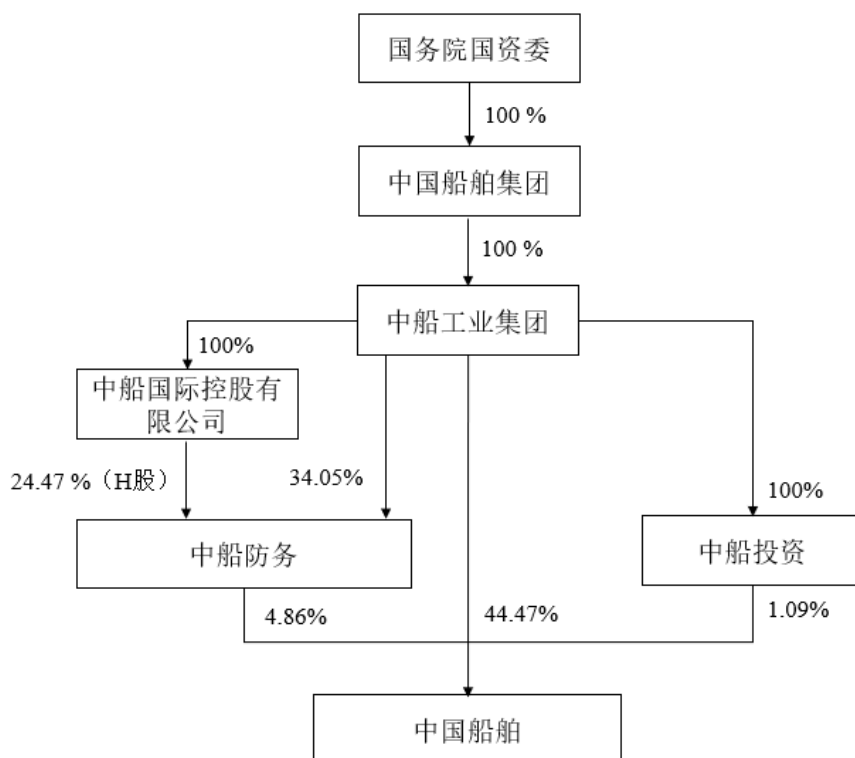 国务院国资委
100 %
中国船舶集团
100 %
中船工业集团
100%
中船国际控股有
限公司
24.47 %（H股）
34.05%
100%
中船防务
中船投资
4.86%
44.47%
1.09%
中国船舶